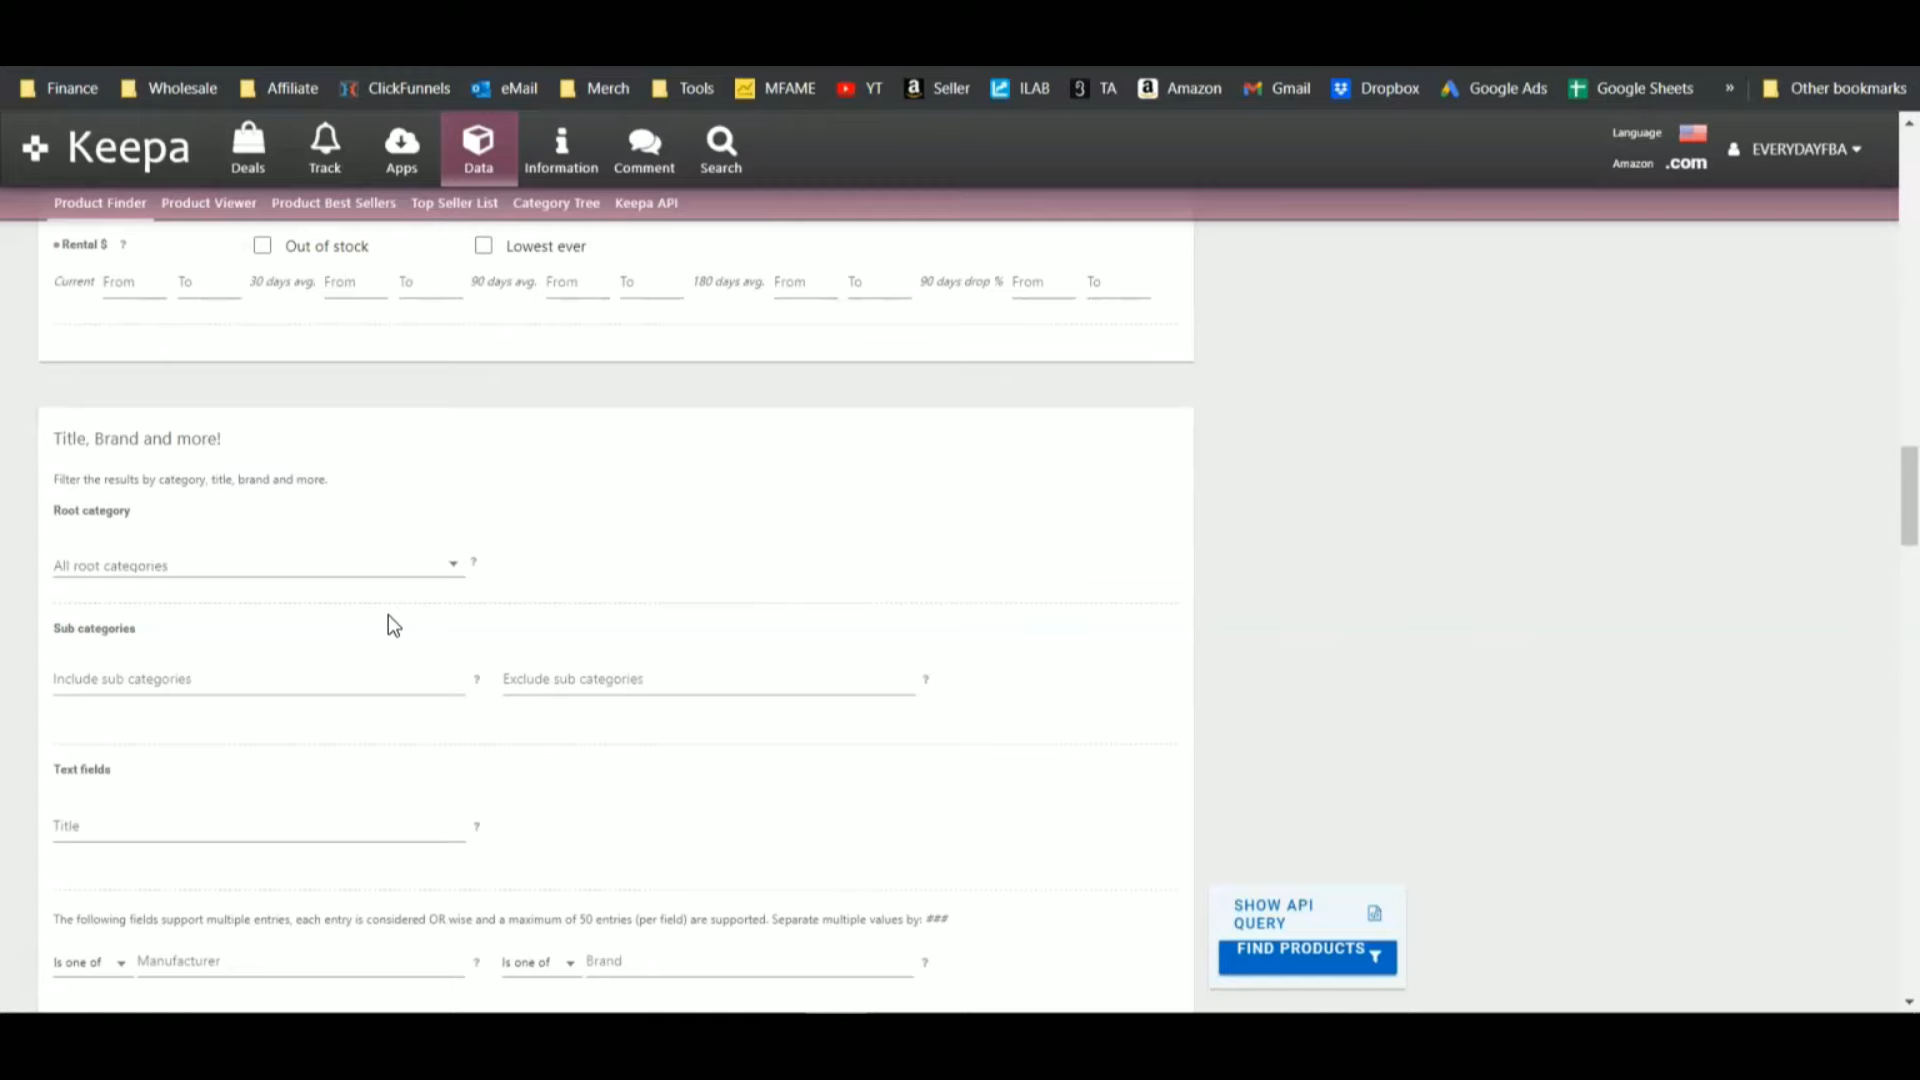 Finance Wholesale Affiliate ClickFunnels eMail Merch Tools MFAME YT Seller ILAB TA Amazon Gmail Dropbox Google Ads Google Sheets » Other bookmarks
Keepa Deals Track Apps Data Information Comment Search
Language
Amazon .com
EVERYDAYFBA
Product Finder Product Viewer Product Best Sellers Top Seller List Category Tree Keepa API
Rental $ ? Out of stock Lowest ever
Current From To 30 days avg. From To 90 days avg. From To 180 days avg. From To 90 days drop % From To
Title, Brand and more!
Filter the results by category, title, brand and more.
Root category
All root categories ?
Sub categories
Include sub categories ? Exclude sub categories ?
Text fields
Title ?
The following fields support multiple entries, each entry is considered OR wise and a maximum of 50 entries (per field) are supported. Separate multiple values by: ###
Is one of Manufacturer ? Is one of Brand ?
SHOW API
QUERY
FIND PRODUCTS